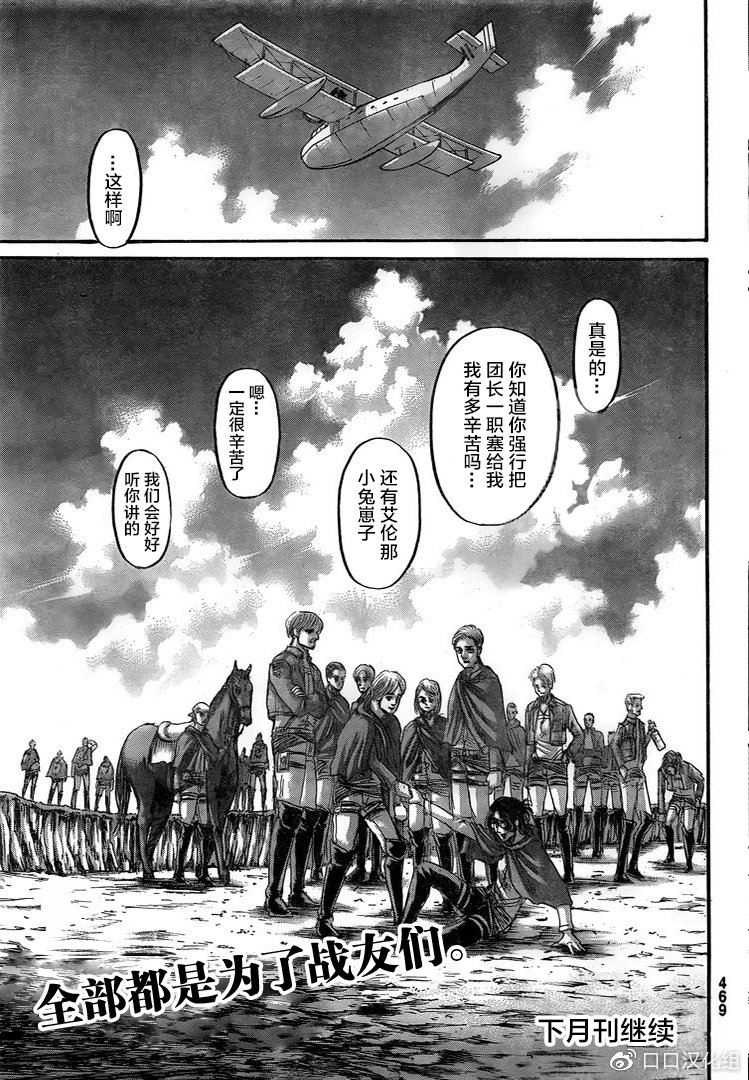 …这样啊
真是的…
你知道你强行把
团长一职塞给我
我有多辛苦吗…
还有艾伦那
小兔崽子
嗯…
一定很辛苦了
我们会好好
听你讲的
全部都是为了战友们。
下月刊继续
469
口口汉化组